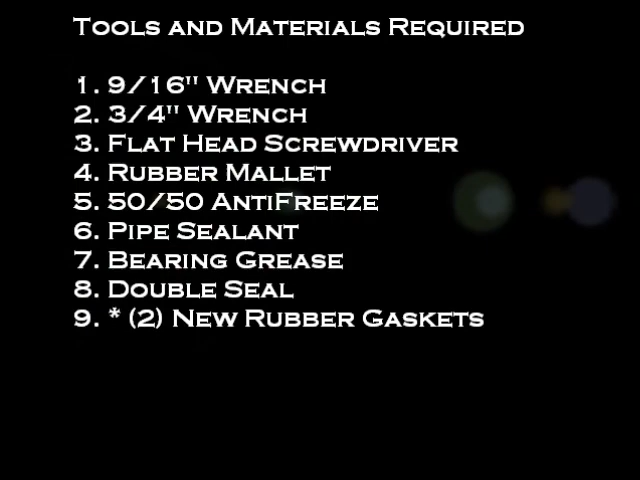 Tools and Materials Required
1. 9/16" Wrench
2. 3/4" Wrench
3. Flat Head Screwdriver
4. Rubber Mallet
5. 50/50 AntiFreeze
6. Pipe Sealant
7. Bearing Grease
8. Double Seal
9. * (2) New Rubber Gaskets